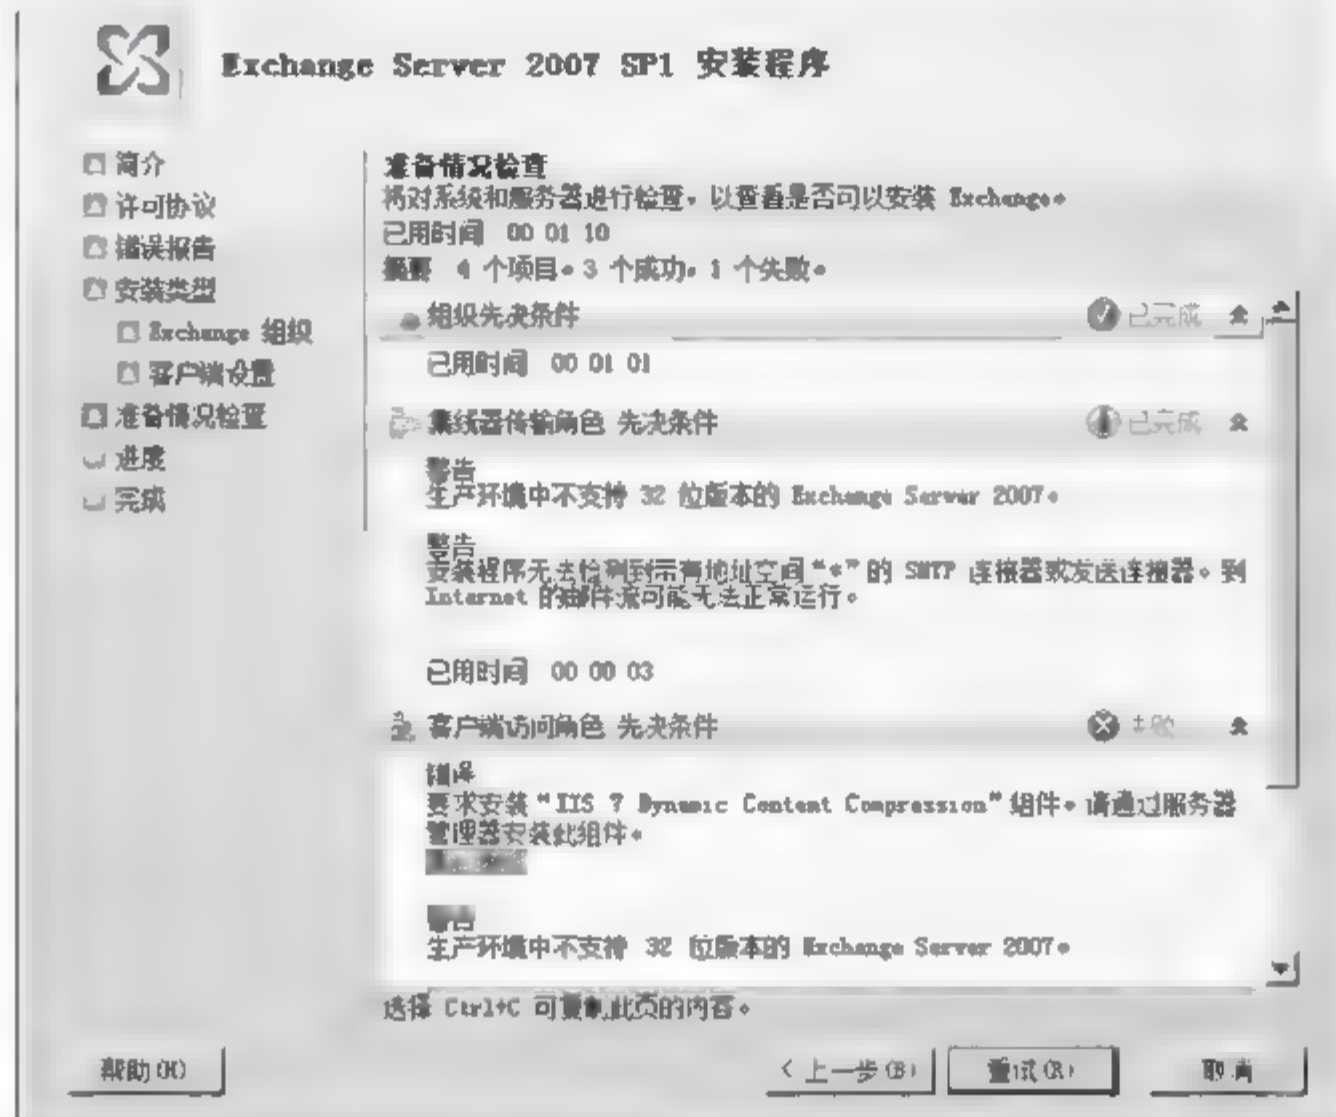 Exchange Server 2007 SP1 安装程序
简介
许可协议
错误报告
安装类型
Exchange 组织
客户端设置
准备情况检查
进度
完成
准备情况检查
将对系统和服务器进行检查，以查看是否可以安装 Exchange。
已用时间 00 01 10
摘要 4 个项目。3 个成功，1 个失败。
组织先决条件 已完成
已用时间 00 01 01
集线器传输角色 先决条件 已完成
警告
生产环境中不支持 32 位版本的 Exchange Server 2007。
警告
安装程序无法检测到带有地址空间“*”的 SMTP 连接器或发送连接器。到
Internet 的邮件流可能无法正常运行。
已用时间 00 00 03
客户端访问角色 先决条件 失败
错误
要求安装“IIS 7 Dynamic Content Compression”组件。请通过服务器
管理器安装此组件。
警告
生产环境中不支持 32 位版本的 Exchange Server 2007。
选择 Ctrl+C 可复制此页的内容。
帮助(H)
< 上一步(B)
重试(R)
取消